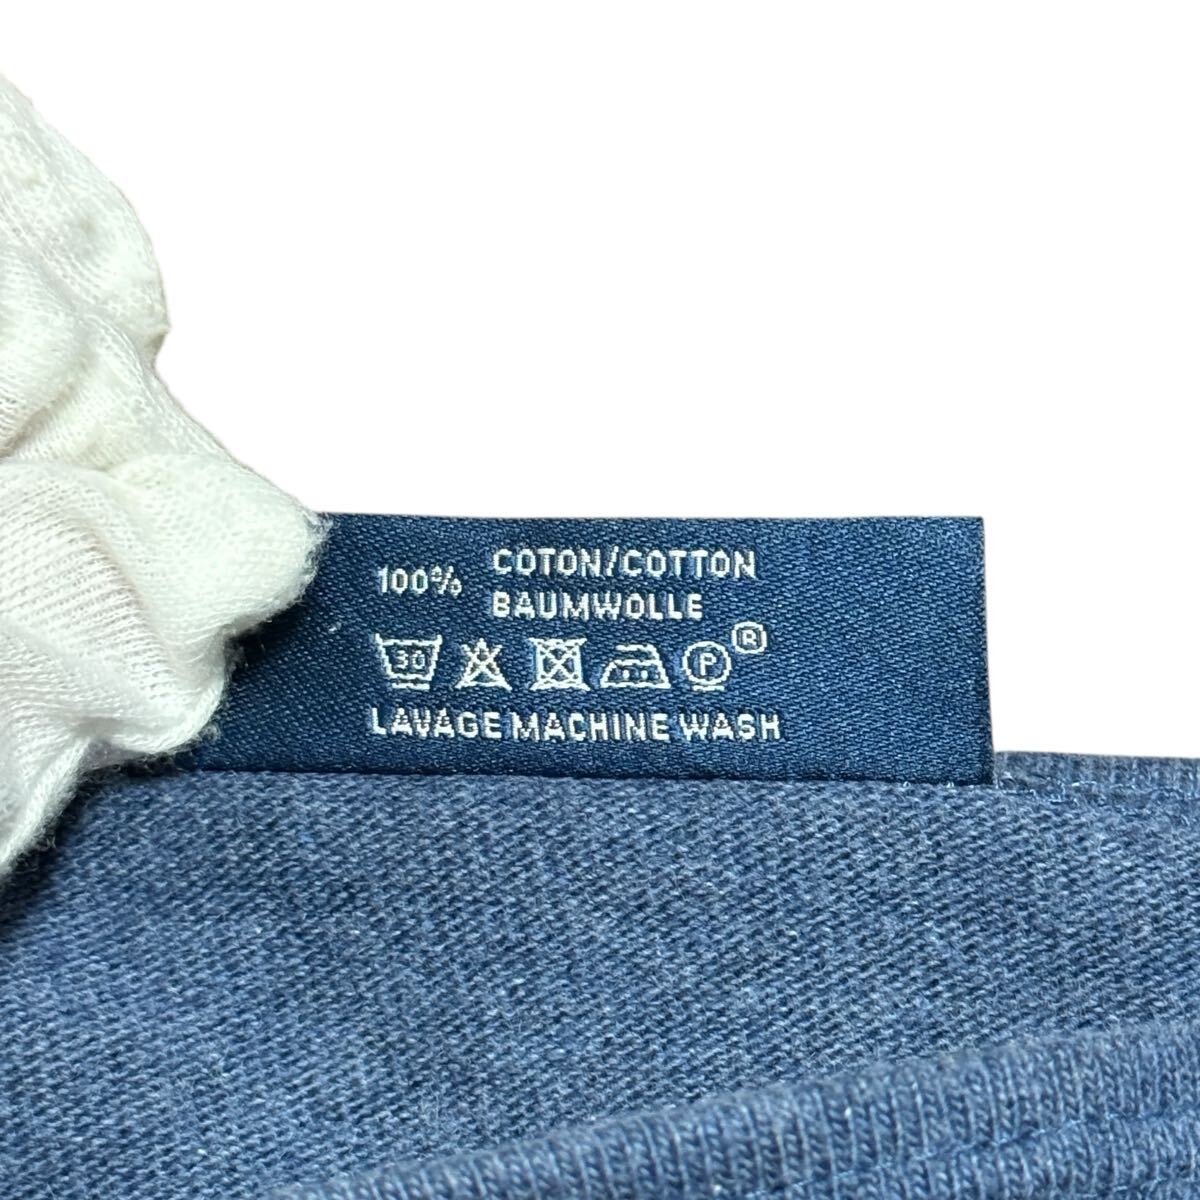 100% COTON/COTTON
BAUMWOLLE
30 P ®
LAVAGE MACHINE WASH